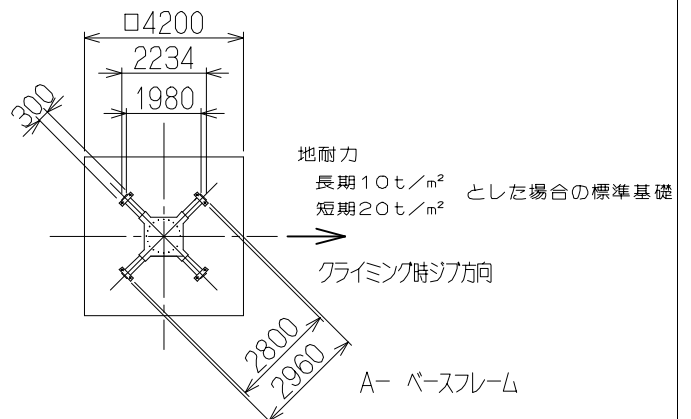 □4200
2234
1980
300
地耐力
長期10t/㎡
短期20t/㎡
とした場合の標準基礎
クライミング時ジブ方向
2800
2960
A- ベースフレーム